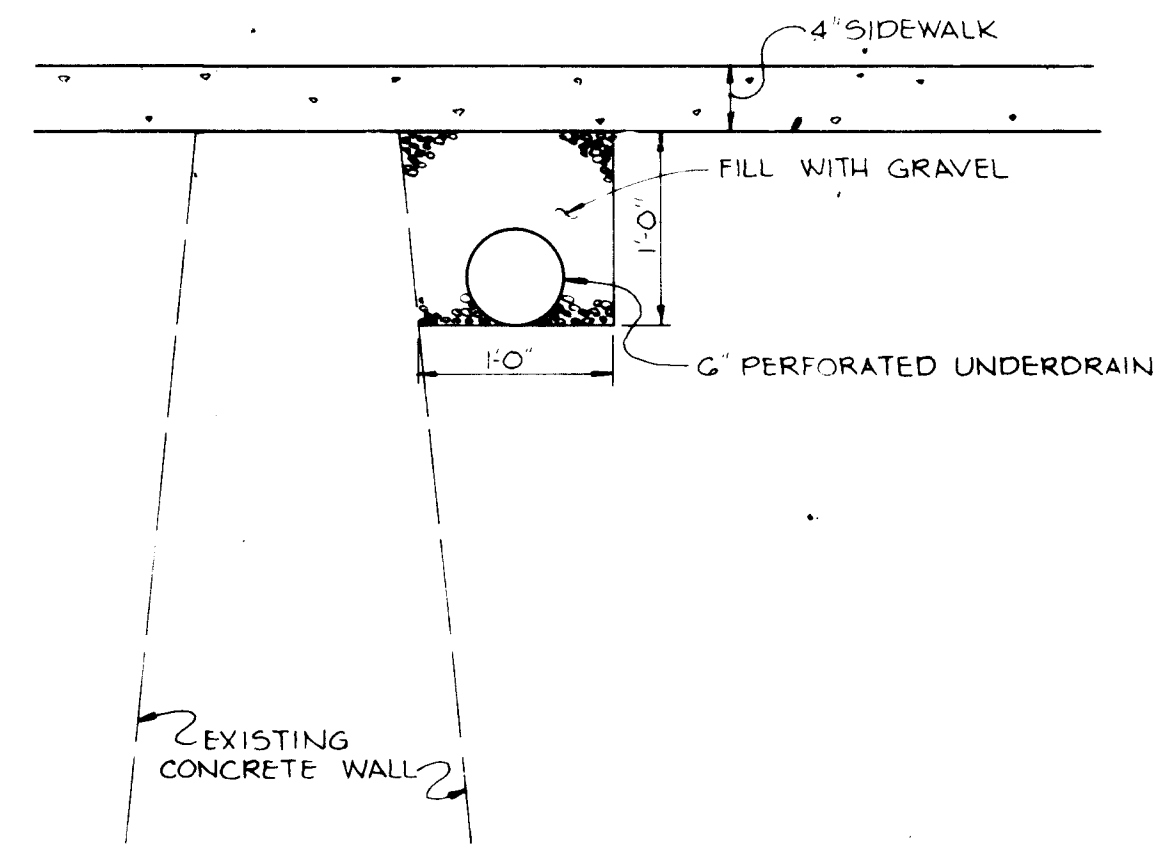 4" SIDEWALK
FILL WITH GRAVEL
1'-0"
1'-0"
6" PERFORATED UNDERDRAIN
EXISTING
CONCRETE WALL